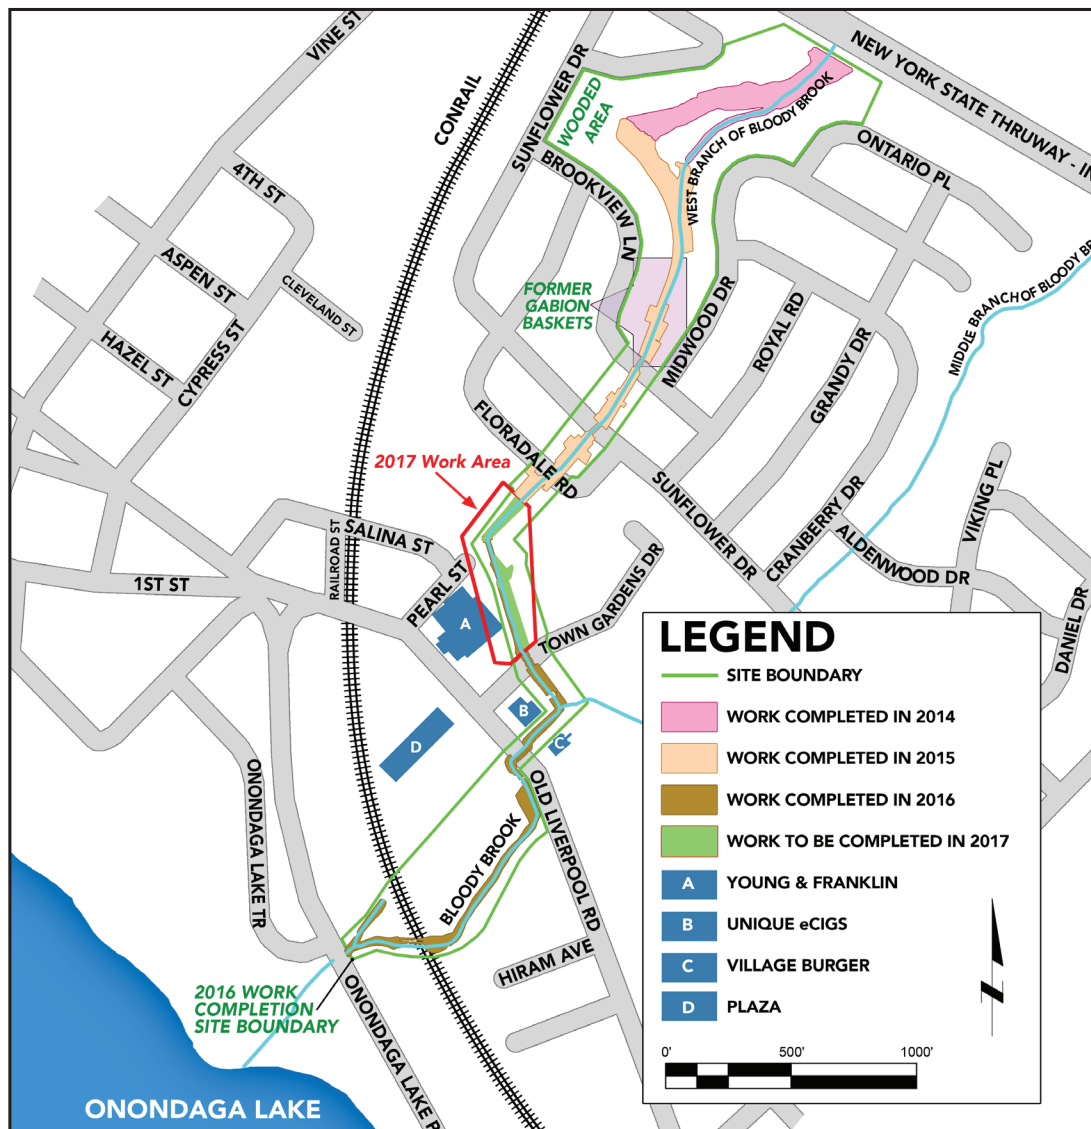 VINE ST
CONRAIL
SUNFLOWER DR
WOODED
AREA
WEST BRANCH OF BLOODY BROOK
NEW YORK STATE THRUWAY - IN
ONTARIO PL
4TH ST
BROOKVIEW LN
ASPEN ST
CLEVELAND ST
FORMER
GABION
BASKETS
MIDWOOD DR
ROYAL RD
GRANDY DR
MIDDLE BRANCH OF BLOODY BR
HAZEL ST
CYPRESS ST
FLORADALE RD
2017 Work Area
SUNFLOWER DR
CRANBERRY DR
VIKING PL
ALDENWOOD DR
DANIEL DR
RAILROAD ST
SALINA ST
1ST ST
PEARL ST
TOWN GARDENS DR
A
B
C
D
ONONDAGA LAKE TR
BLOODY BROOK
OLD LIVERPOOL RD
HIRAM AVE
2016 WORK
COMPLETION
SITE BOUNDARY
ONONDAGA LAKE P
ONONDAGA LAKE
LEGEND
SITE BOUNDARY
WORK COMPLETED IN 2014
WORK COMPLETED IN 2015
WORK COMPLETED IN 2016
WORK TO BE COMPLETED IN 2017
A YOUNG & FRANKLIN
B UNIQUE eCIGS
C VILLAGE BURGER
D PLAZA
0' 500' 1000'